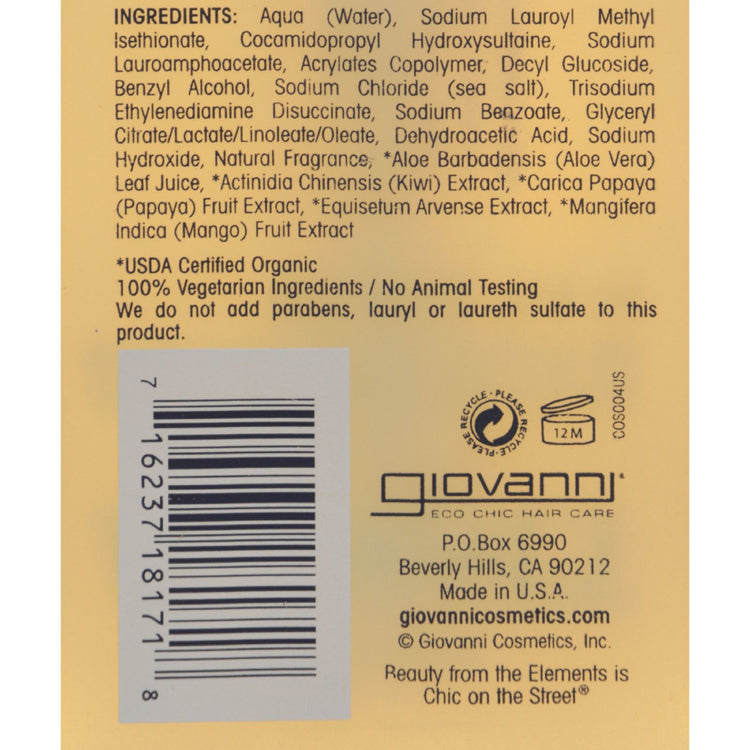 INGREDIENTS: Aqua (Water), Sodium Lauroyl Methyl
Isethionate, Cocamidopropyl Hydroxysultaine, Sodium
Lauroamphoacetate, Acrylates Copolymer, Decyl Glucoside,
Benzyl Alcohol, Sodium Chloride (sea salt), Trisodium
Ethylenediamine Disuccinate, Sodium Benzoate, Glyceryl
Citrate/Lactate/Linoleate/Oleate, Dehydroacetic Acid, Sodium
Hydroxide, Natural Fragrance, *Aloe Barbadensis (Aloe Vera)
Leaf Juice, *Actinidia Chinensis (Kiwi) Extract, *Carica Papaya
(Papaya) Fruit Extract, *Equisetum Arvense Extract, *Mangifera
Indica (Mango) Fruit Extract
*USDA Certified Organic
100% Vegetarian Ingredients / No Animal Testing
We do not add parabens, lauryl or laureth sulfate to this
product.
7 16237 18171 8
PLEASE RECYCLE · PLEASE RECYCLE ·
12M
COS004US
giovanni
ECO CHIC HAIR CARE
P.O.Box 6990
Beverly Hills, CA 90212
Made in U.S.A.
giovannicosmetics.com
© Giovanni Cosmetics, Inc.
Beauty from the Elements is
Chic on the Street®